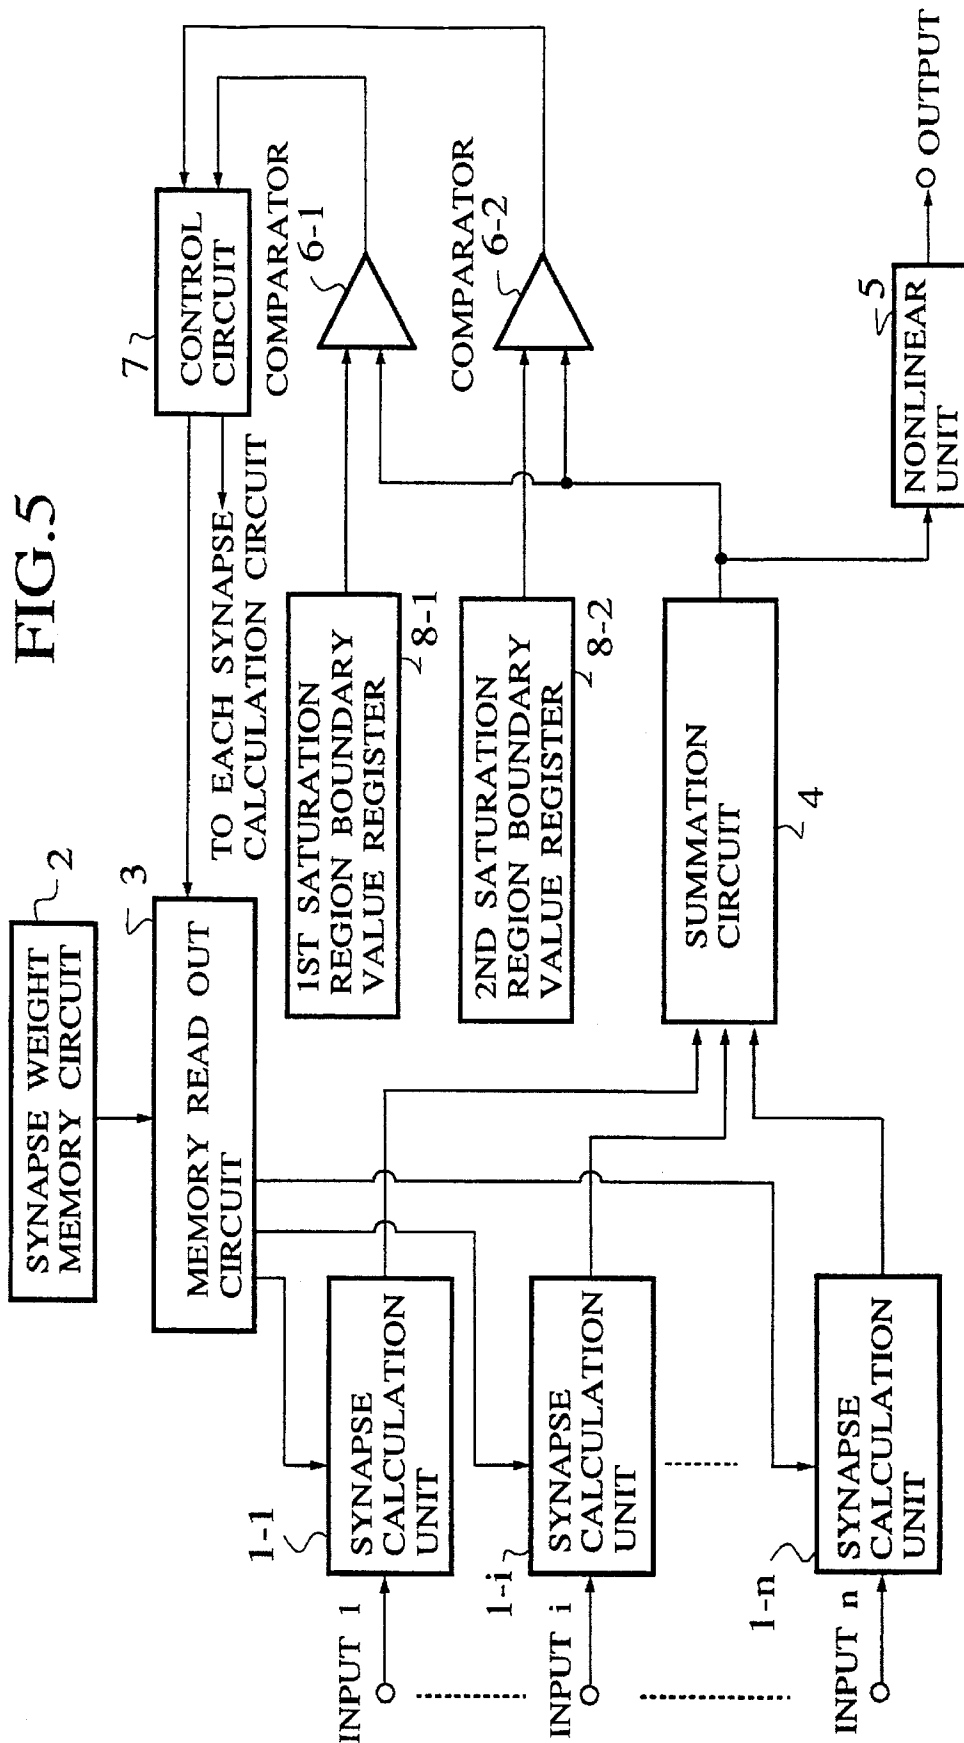 FIG.5
SYNAPSE WEIGHT
MEMORY CIRCUIT
2
MEMORY READ OUT
CIRCUIT
3
7
CONTROL
CIRCUIT
TO EACH SYNAPSE
CALCULATION CIRCUIT
1ST SATURATION
REGION BOUNDARY
VALUE REGISTER
8-1
COMPARATOR
6-1
2ND SATURATION
REGION BOUNDARY
VALUE REGISTER
8-2
COMPARATOR
6-2
INPUT 1
1-1
SYNAPSE
CALCULATION
UNIT
INPUT i
1-i
SYNAPSE
CALCULATION
UNIT
INPUT n
1-n
SYNAPSE
CALCULATION
UNIT
SUMMATION
CIRCUIT
4
NONLINEAR
UNIT
5
OUTPUT